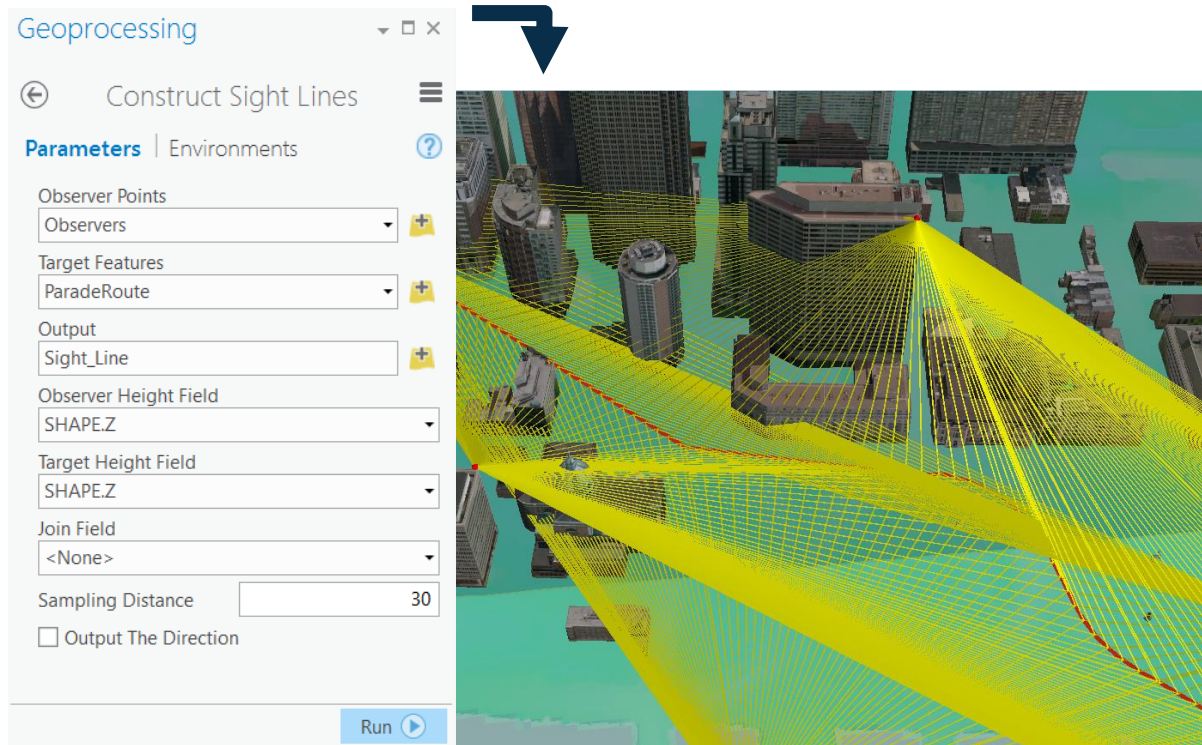 Geoprocessing
Construct Sight Lines
Parameters | Environments
?
Observer Points
Observers
Target Features
ParadeRoute
Output
Sight_Line
Observer Height Field
SHAPE.Z
Target Height Field
SHAPE.Z
Join Field
<None>
Sampling Distance 30
Output The Direction
Run